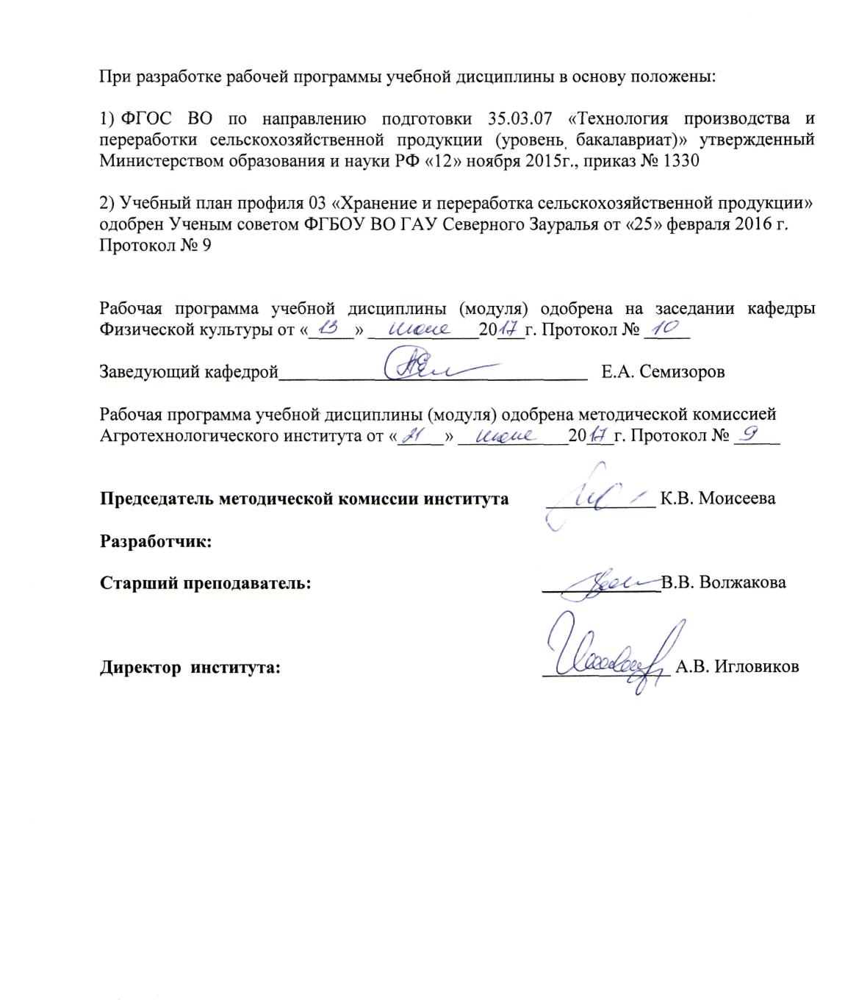 При разработке рабочей программы учебной дисциплины в основу положены:
1) ФГОС ВО по направлению подготовки 35.03.07 «Технология производства и
переработки сельскохозяйственной продукции (уровень бакалавриат)» утвержденный
Министерством образования и науки РФ «12» ноября 2015г., приказ № 1330
2) Учебный план профиля 03 «Хранение и переработка сельскохозяйственной продукции»
одобрен Ученым советом ФГБОУ ВО ГАУ Северного Зауралья от «25» февраля 2016 г.
Протокол № 9
Рабочая программа учебной дисциплины (модуля) одобрена на заседании кафедры
Физической культуры от «13» июня 2017г. Протокол № 10
Заведующий кафедрой Е.А. Семизоров
Рабочая программа учебной дисциплины (модуля) одобрена методической комиссией
Агротехнологического института от «21» июня 2017г. Протокол № 9
Председатель методической комиссии института К.В. Моисеева
Разработчик:
Старший преподаватель: В.В. Волжакова
Директор института: А.В. Игловиков